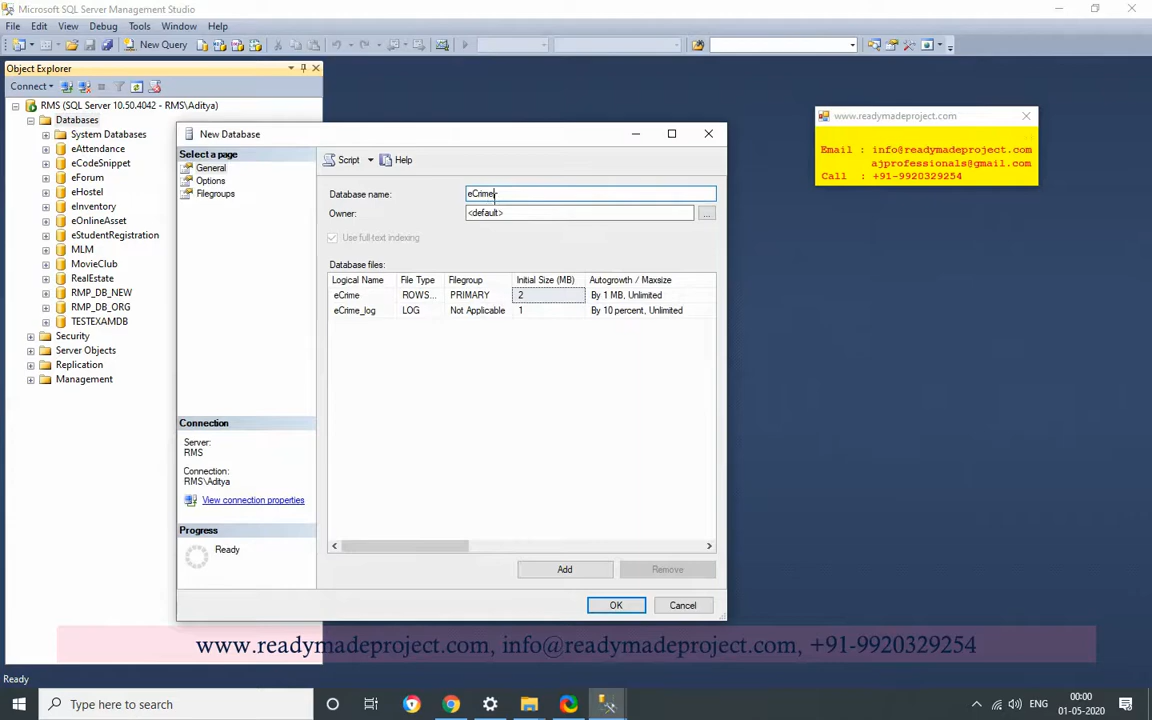 Microsoft SQL Server Management Studio
File Edit View Debug Tools Window Help
New Query
Object Explorer
Connect
RMS (SQL Server 10.50.4042 - RMS\Aditya)
Databases
System Databases
eAttendance
eCodeSnippet
eForum
eHostel
eInventory
eOnlineAsset
eStudentRegistration
MLM
MovieClub
RealEstate
RMP_DB_NEW
RMP_DB_ORG
TESTEXAMDB
Security
Server Objects
Replication
Management
New Database
Select a page
General
Options
Filegroups
Script Help
Database name: eCrime
Owner: <default> ...
Use full-text indexing
Database files:
Logical Name File Type Filegroup Initial Size (MB) Autogrowth / Maxsize
eCrime ROWS... PRIMARY 2 By 1 MB, Unlimited
eCrime_log LOG Not Applicable 1 By 10 percent, Unlimited
Connection
Server:
RMS
Connection:
RMS\Aditya
View connection properties
Progress
Ready
Add Remove
OK Cancel
www.readymadeproject.com
Email : info@readymadeproject.com
ajprofessionals@gmail.com
Call : +91-9920329254
www.readymadeproject.com, info@readymadeproject.com, +91-9920329254
Ready
Type here to search
ENG
00:00
01-05-2020